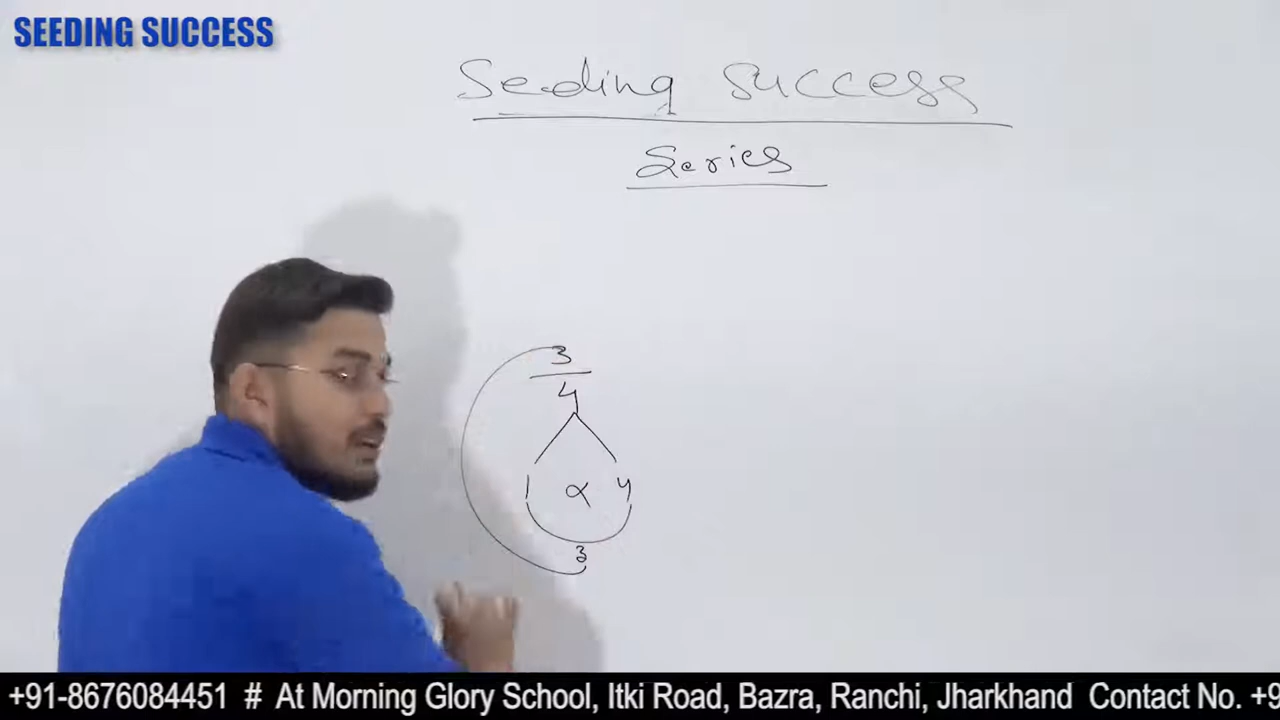 SEEDING SUCCESS
Seeding Success
Series
3
4
1 α 4
3
+91-8676084451 # At Morning Glory School, Itki Road, Bazra, Ranchi, Jharkhand Contact No. +9